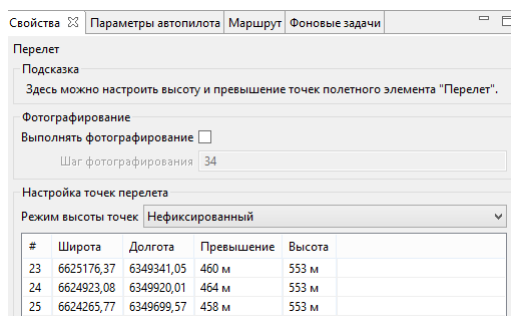 Свойства Параметры автопилота Маршрут Фоновые задачи
Перелет
Подсказка
Здесь можно настроить высоту и превышение точек полетного элемента "Перелет".
Фотографирование
Выполнять фотографирование
Шаг фотографирования 34
Настройка точек перелета
Режим высоты точек Нефиксированный
# Широта Долгота Превышение Высота
23 6625176,37 6349341,05 460 м 553 м
24 6624923,08 6349920,01 464 м 553 м
25 6624265,77 6349699,57 458 м 553 м